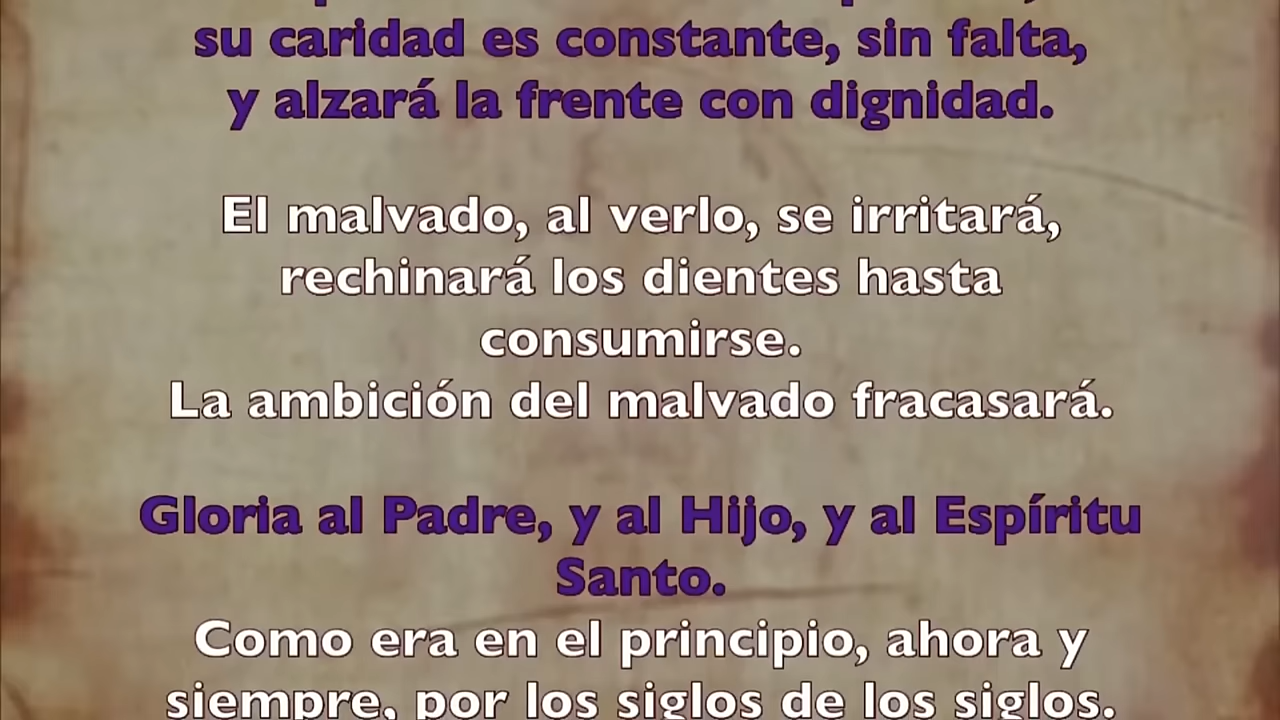 su caridad es constante, sin falta,
y alzará la frente con dignidad.
El malvado, al verlo, se irritará,
rechinará los dientes hasta
consumirse.
La ambición del malvado fracasará.
Gloria al Padre, y al Hijo, y al Espíritu
Santo.
Como era en el principio, ahora y
siempre, por los siglos de los siglos.